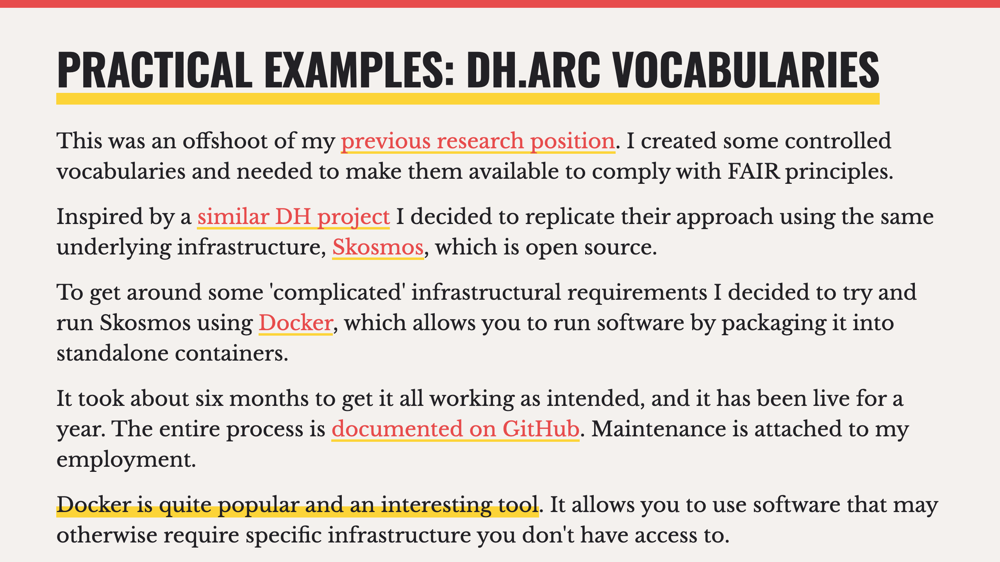 PRACTICAL EXAMPLES: DH.ARC VOCABULARIES
This was an offshoot of my previous research position. I created some controlled
vocabularies and needed to make them available to comply with FAIR principles.
Inspired by a similar DH project I decided to replicate their approach using the same
underlying infrastructure, Skosmos, which is open source.
To get around some 'complicated' infrastructural requirements I decided to try and
run Skosmos using Docker, which allows you to run software by packaging it into
standalone containers.
It took about six months to get it all working as intended, and it has been live for a
year. The entire process is documented on GitHub. Maintenance is attached to my
employment.
Docker is quite popular and an interesting tool. It allows you to use software that may
otherwise require specific infrastructure you don't have access to.